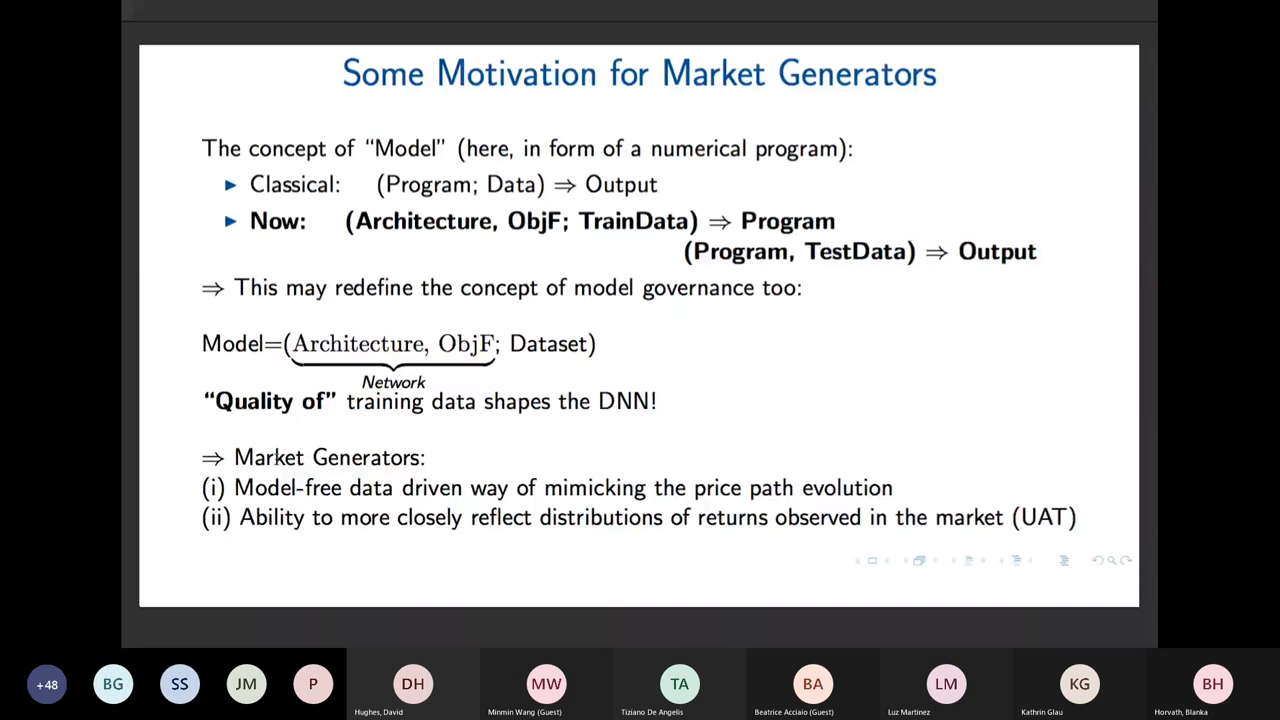 Some Motivation for Market Generators
The concept of “Model” (here, in form of a numerical program):
▶ Classical: (Program; Data) ⇒ Output
▶ Now: (Architecture, ObjF; TrainData) ⇒ Program
(Program, TestData) ⇒ Output
⇒ This may redefine the concept of model governance too:
Model=(Architecture, ObjF; Dataset)
Network
“Quality of” training data shapes the DNN!
⇒ Market Generators:
(i) Model-free data driven way of mimicking the price path evolution
(ii) Ability to more closely reflect distributions of returns observed in the market (UAT)
+48 BG SS JM P DH MW TA BA LM KG BH
Hughes, David Minmin Wang (Guest) Tiziano De Angelis Beatrice Acciaio (Guest) Luz Martinez Kathrin Glau Horvath, Blanka